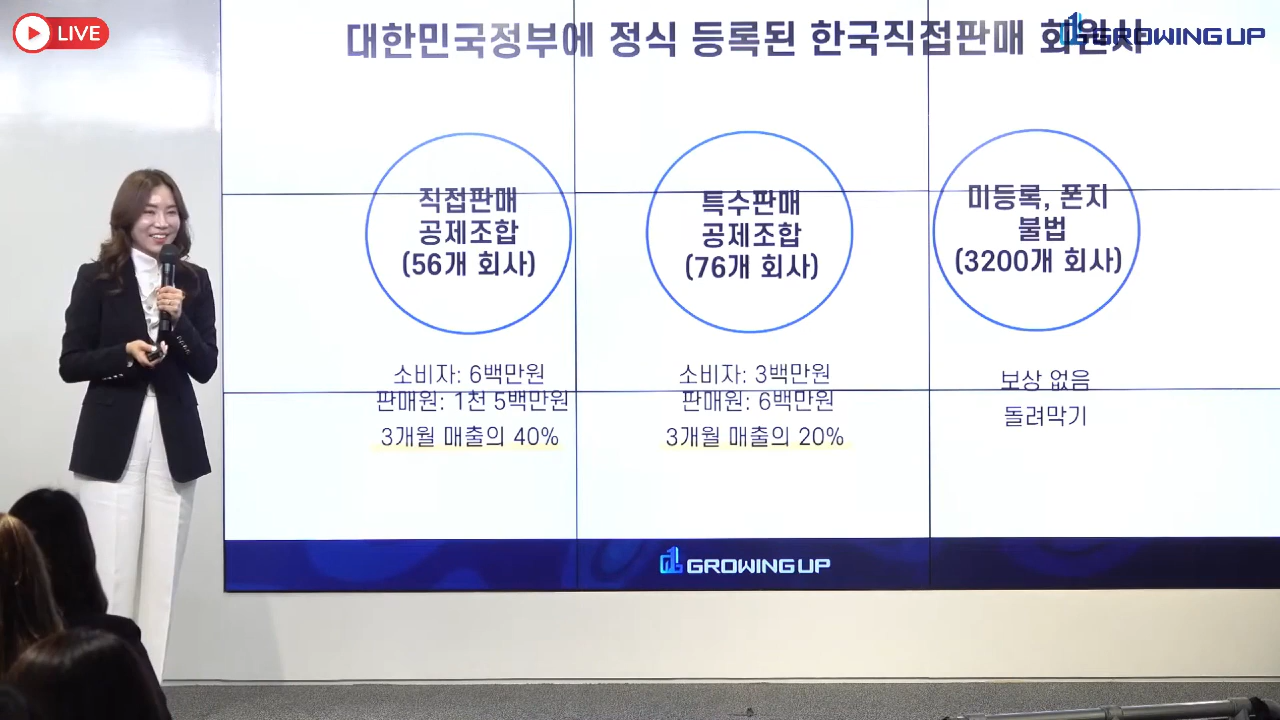 LIVE
대한민국정부에 정식 등록된 한국직접판매 회원사
GROWING UP
직접판매
공제조합
(56개 회사)
소비자: 6백만원
판매원: 1천 5백만원
3개월 매출의 40%
특수판매
공제조합
(76개 회사)
소비자: 3백만원
판매원: 6백만원
3개월 매출의 20%
미등록, 폰지
불법
(3200개 회사)
보상 없음
돌려막기
GROWING UP